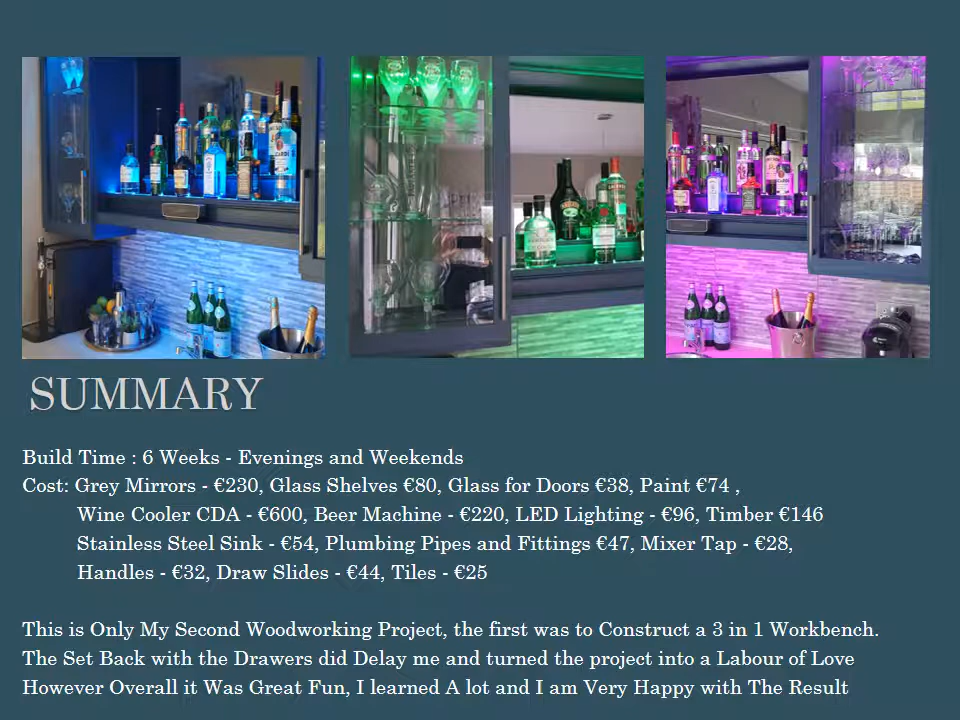 SUMMARY
Build Time : 6 Weeks - Evenings and Weekends
Cost: Grey Mirrors - €230, Glass Shelves €80, Glass for Doors €38, Paint €74 ,
Wine Cooler CDA - €600, Beer Machine - €220, LED Lighting - €96, Timber €146
Stainless Steel Sink - €54, Plumbing Pipes and Fittings €47, Mixer Tap - €28,
Handles - €32, Draw Slides - €44, Tiles - €25
This is Only My Second Woodworking Project, the first was to Construct a 3 in 1 Workbench.
The Set Back with the Drawers did Delay me and turned the project into a Labour of Love
However Overall it Was Great Fun, I learned A lot and I am Very Happy with The Result